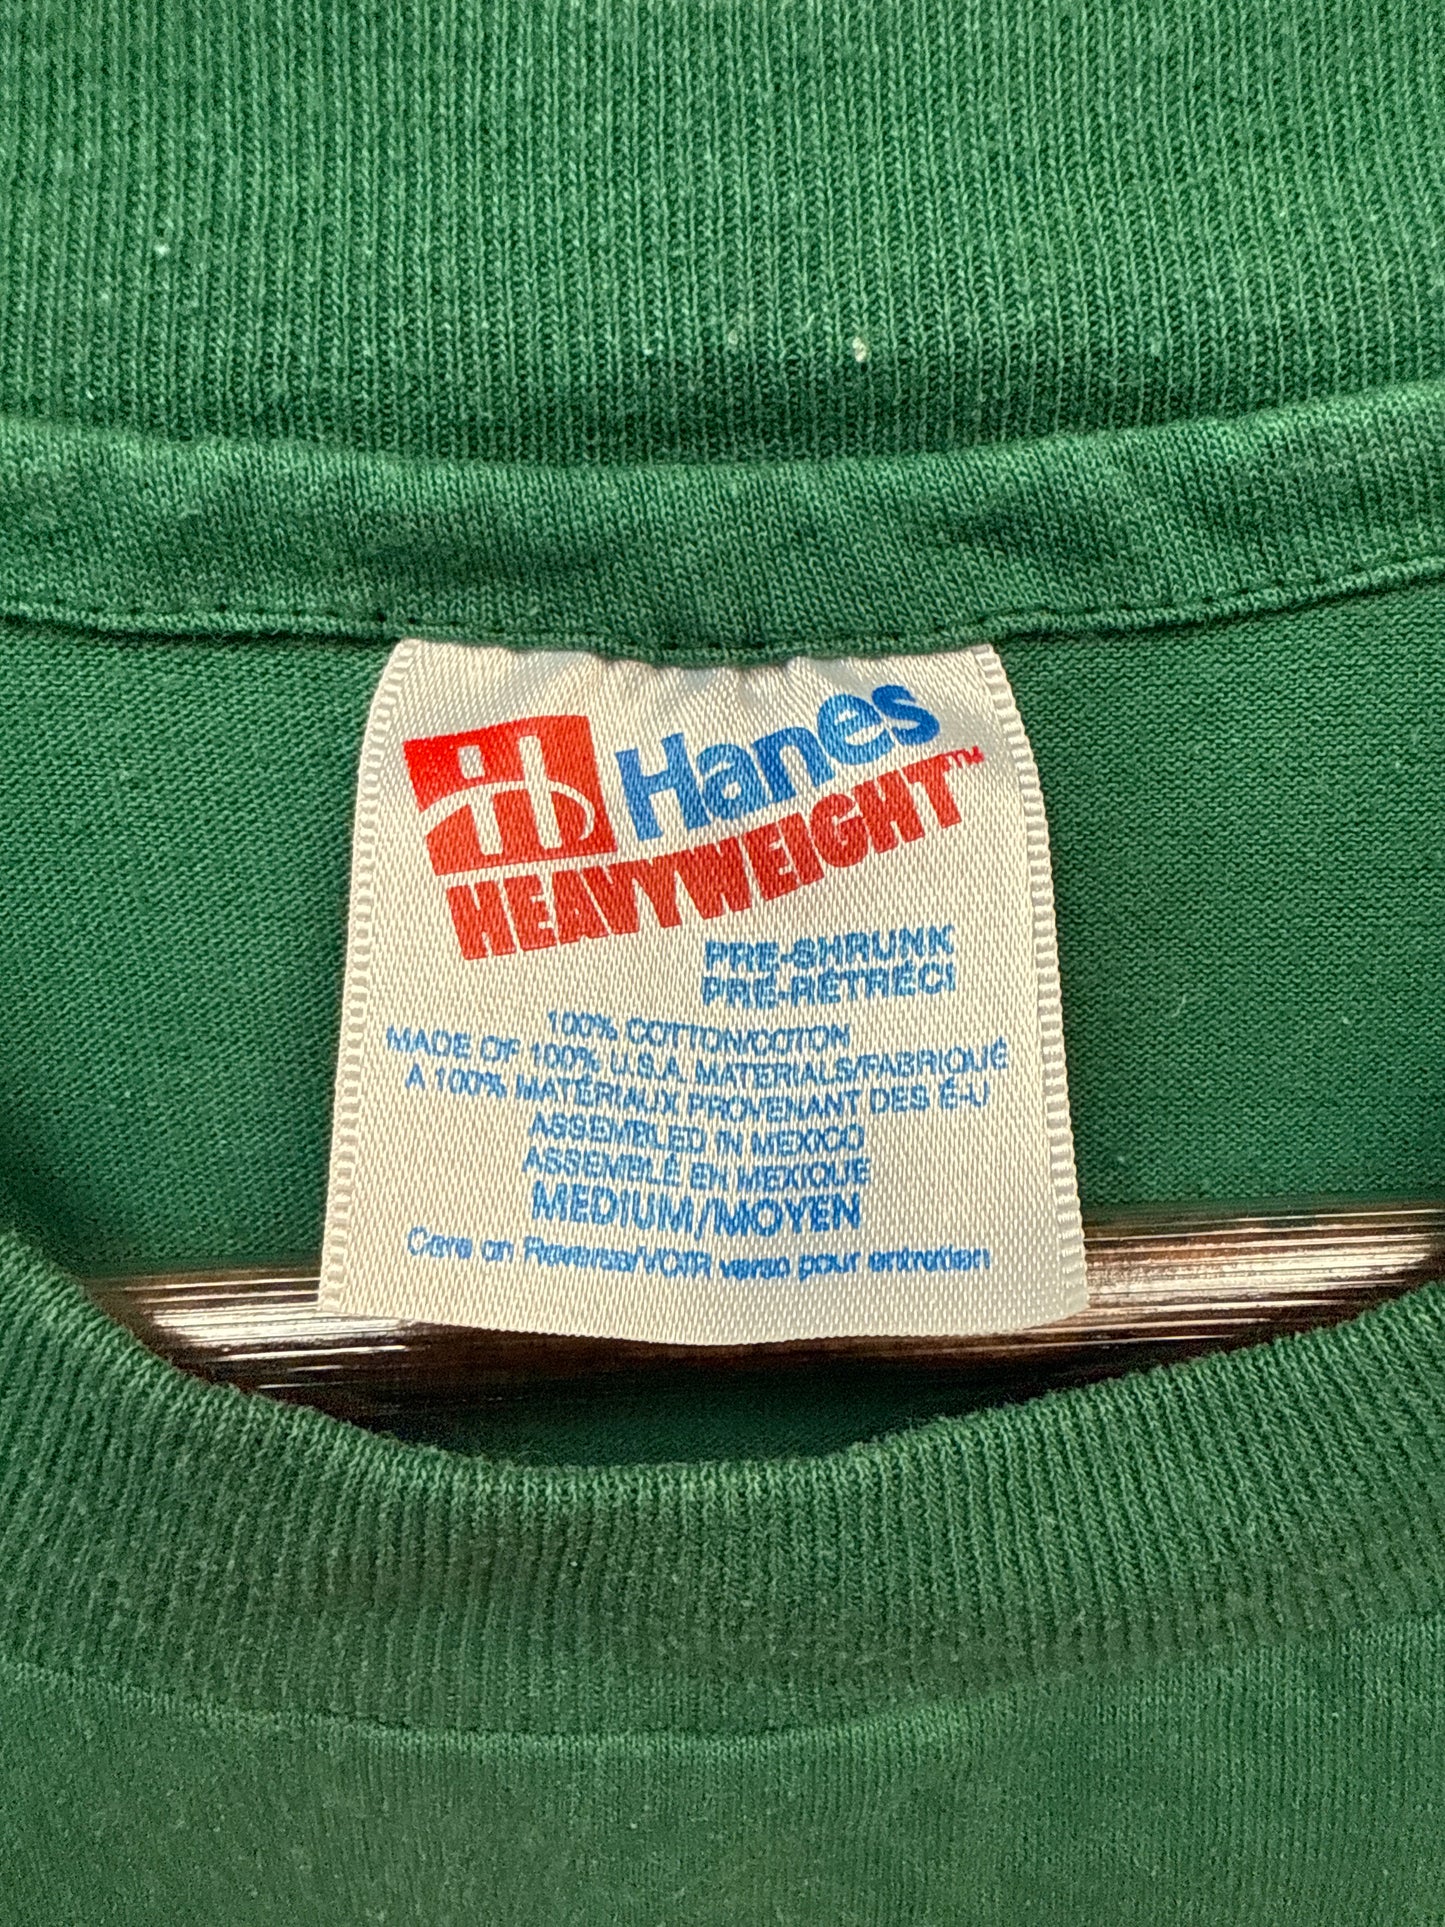 Hanes
HEAVYWEIGHT™
PRE-SHRUNK
PRÉ-RÉTRÉCI
100% COTTON/COTON
MADE OF 100% U.S.A. MATERIALS/FABRIQUÉ
A 100% MATÉRIAUX PROVENANT DES É-U
ASSEMBLED IN MEXICO
ASSEMBLÉ EN MEXIQUE
MEDIUM/MOYEN
Care on Reverse/VOIR verso pour entretien